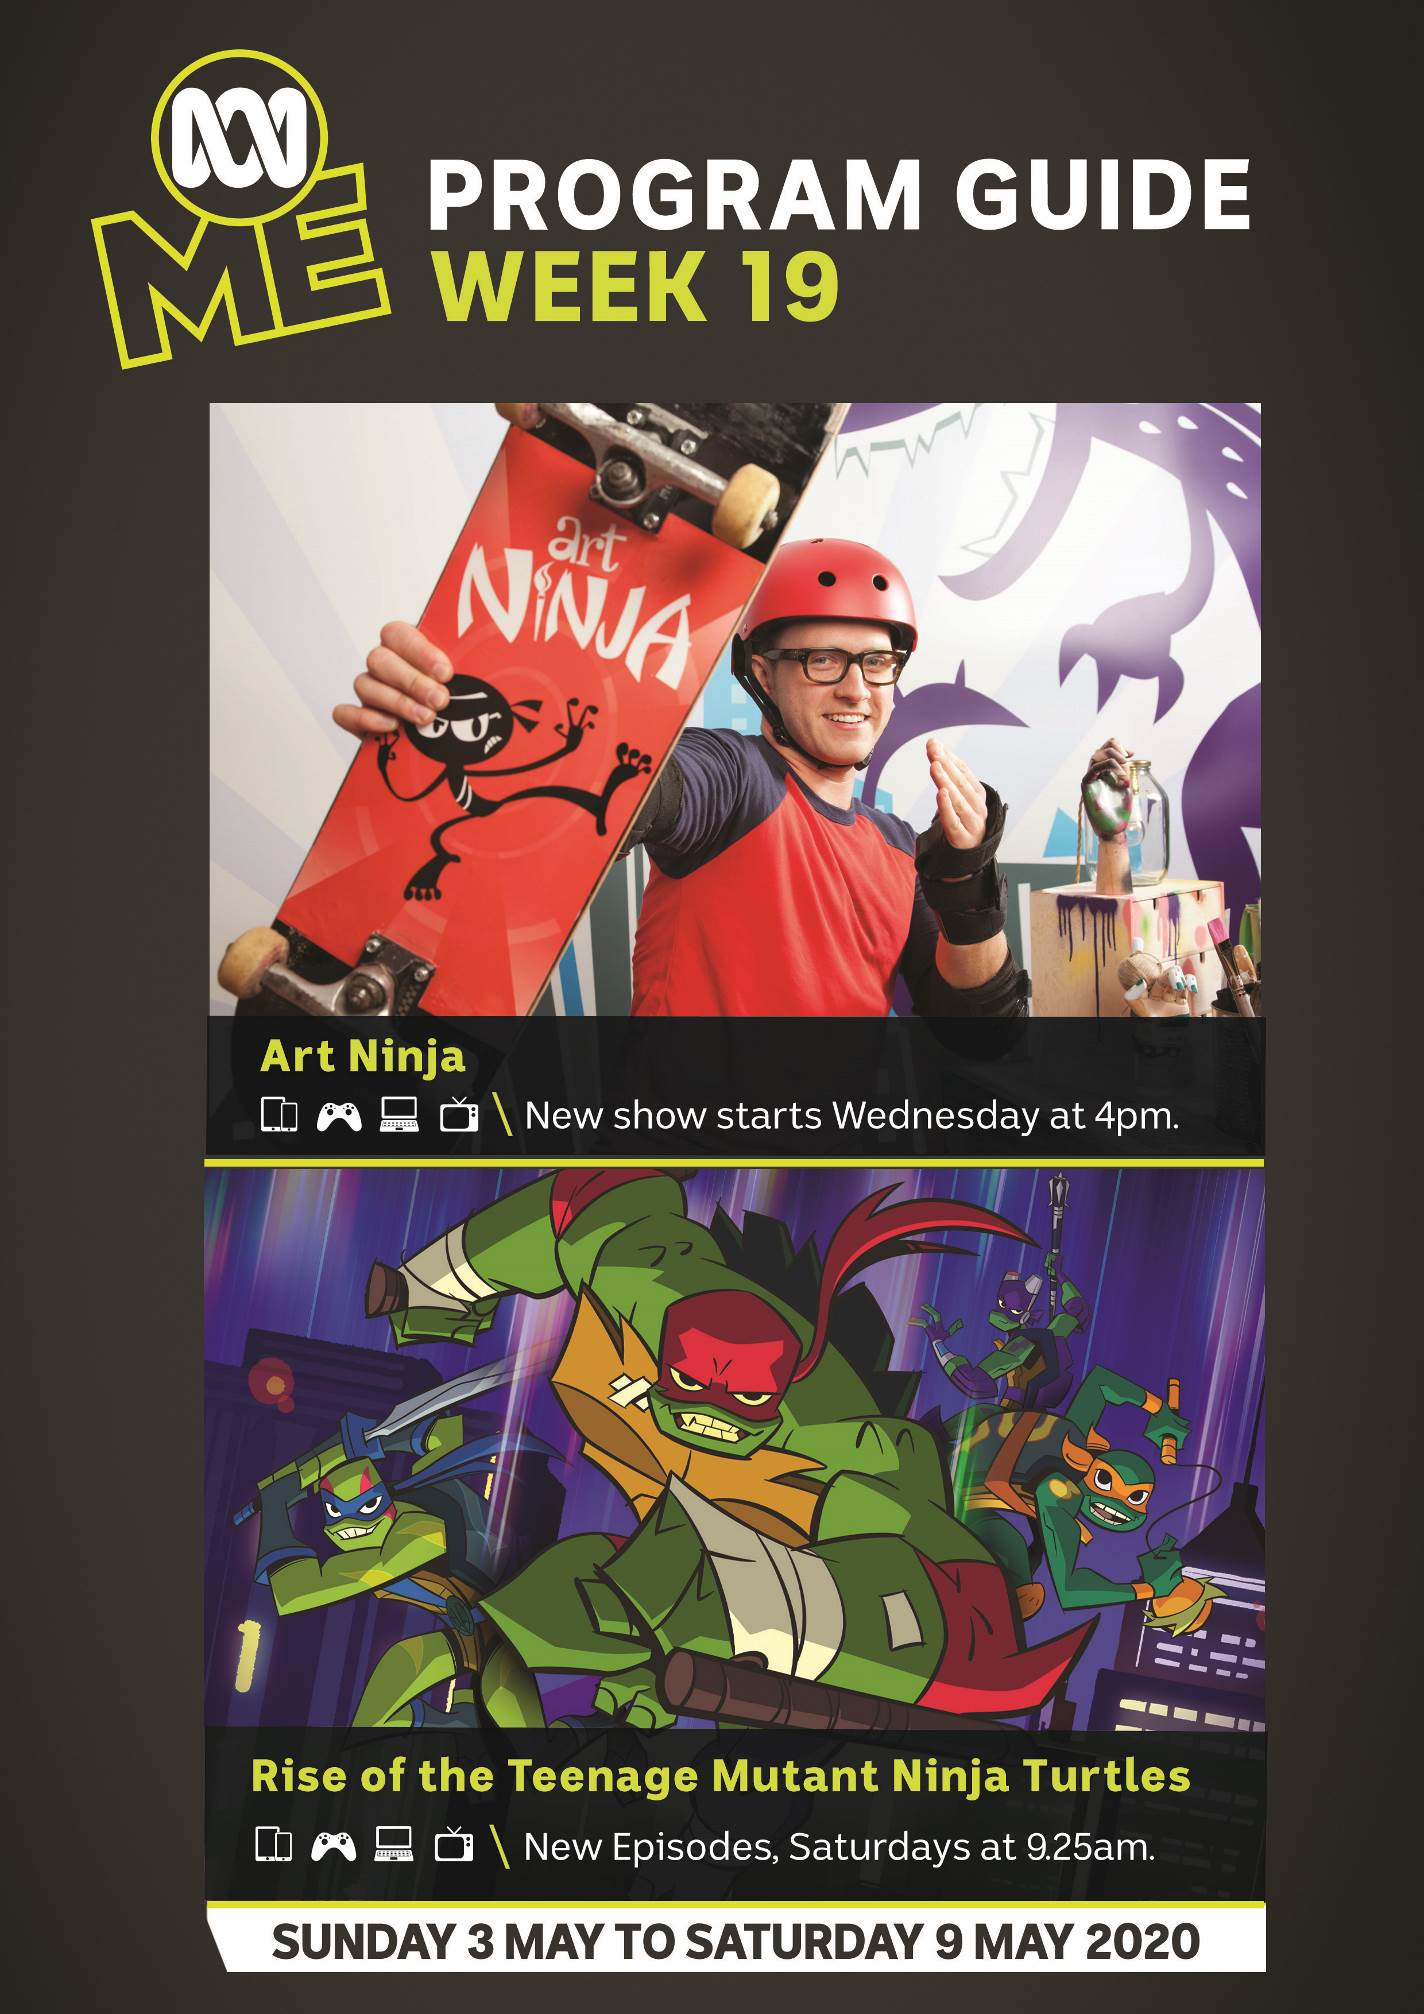 ME
PROGRAM GUIDE
WEEK 19
art
NiNJA
Art Ninja
\ New show starts Wednesday at 4pm.
Rise of the Teenage Mutant Ninja Turtles
\ New Episodes, Saturdays at 9.25am.
SUNDAY 3 MAY TO SATURDAY 9 MAY 2020